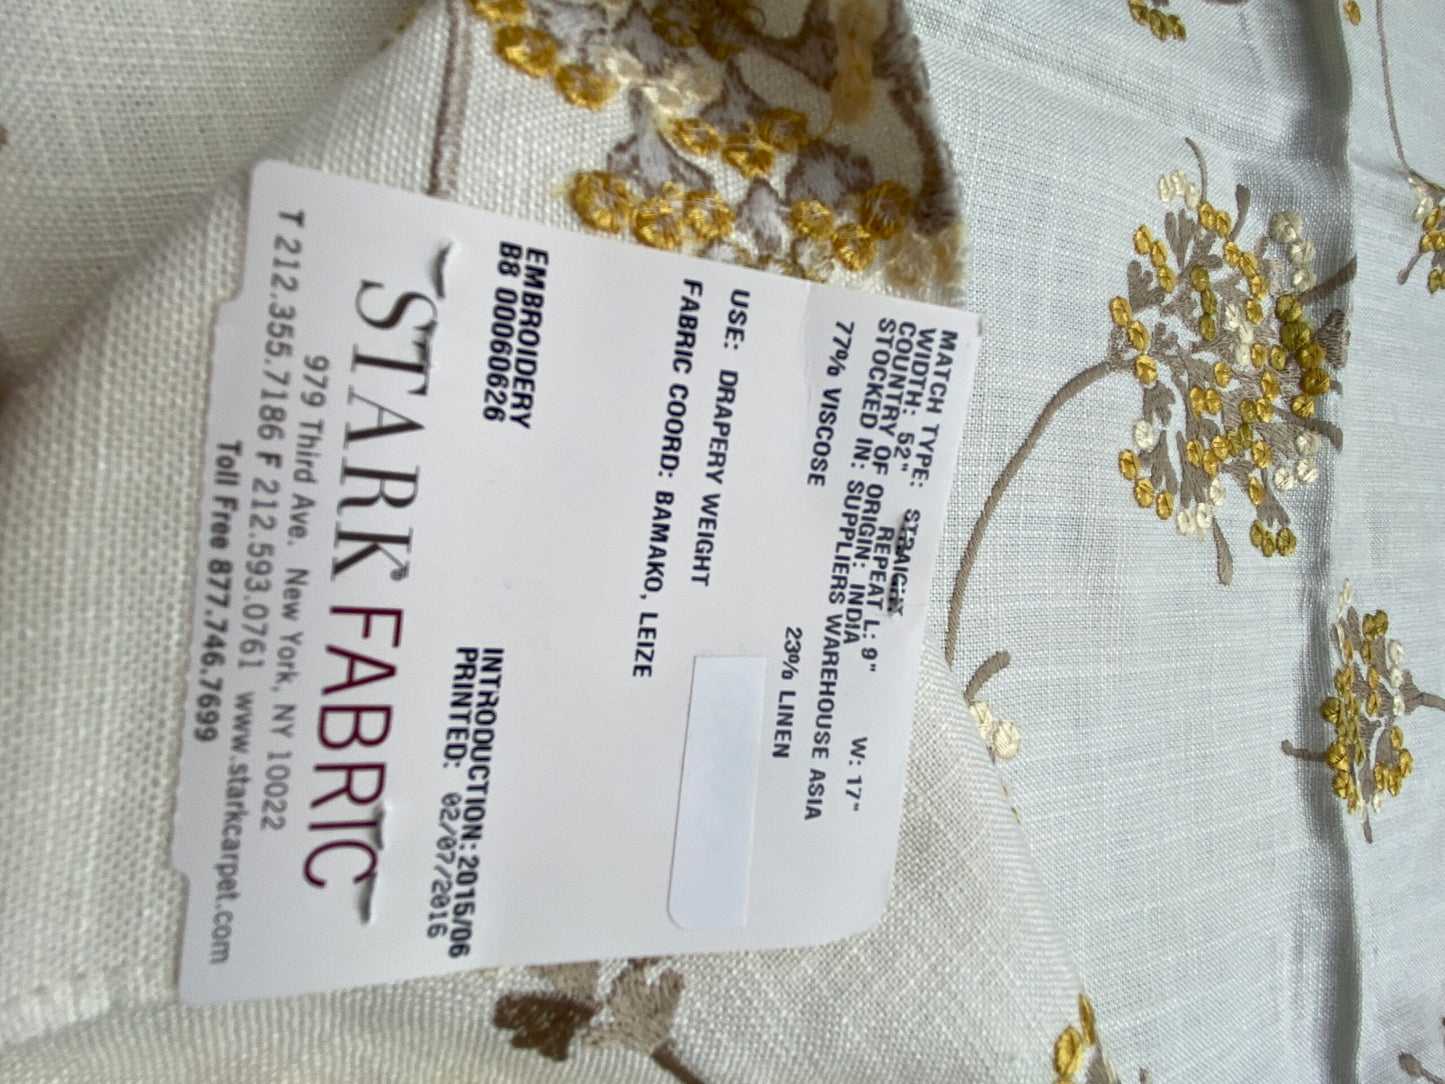 MATCH TYPE: STRAIGHT
WIDTH: 52" REPEAT L: 9" W: 17"
COUNTRY OF ORIGIN: INDIA
STOCKED IN: SUPPLIERS WAREHOUSE ASIA
77% VISCOSE 23% LINEN
USE: DRAPERY WEIGHT
FABRIC COORD: BAMAKO, LEIZE
EMBROIDERY INTRODUCTION: 2015/06
B8 00060626 PRINTED: 02/07/2016
STARK FABRIC
979 Third Ave. New York, NY 10022
T 212.355.7186 F 212.593.0761 www.starkcarpet.com
Toll Free 877.746.7699